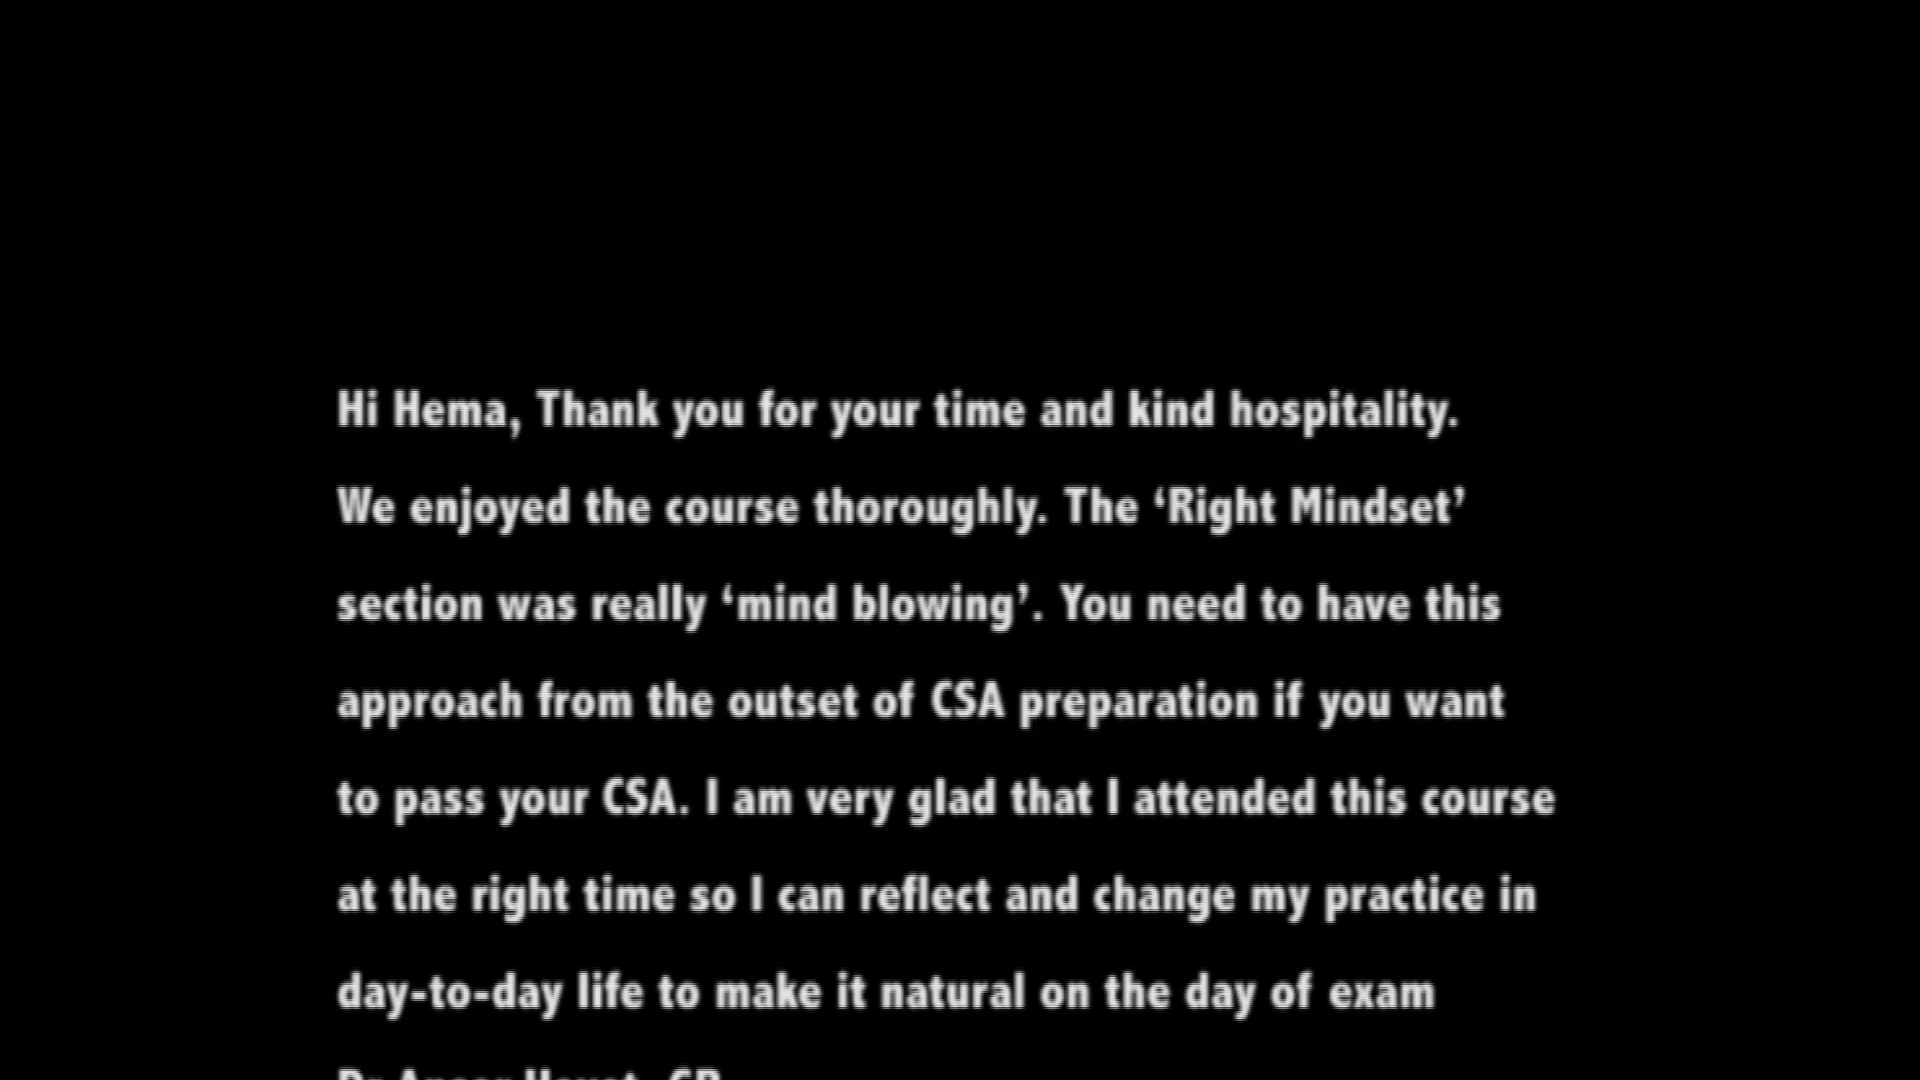 Hi Hema, Thank you for your time and kind hospitality.
We enjoyed the course thoroughly. The ‘Right Mindset’
section was really ‘mind blowing’. You need to have this
approach from the outset of CSA preparation if you want
to pass your CSA. I am very glad that I attended this course
at the right time so I can reflect and change my practice in
day-to-day life to make it natural on the day of exam
Dr